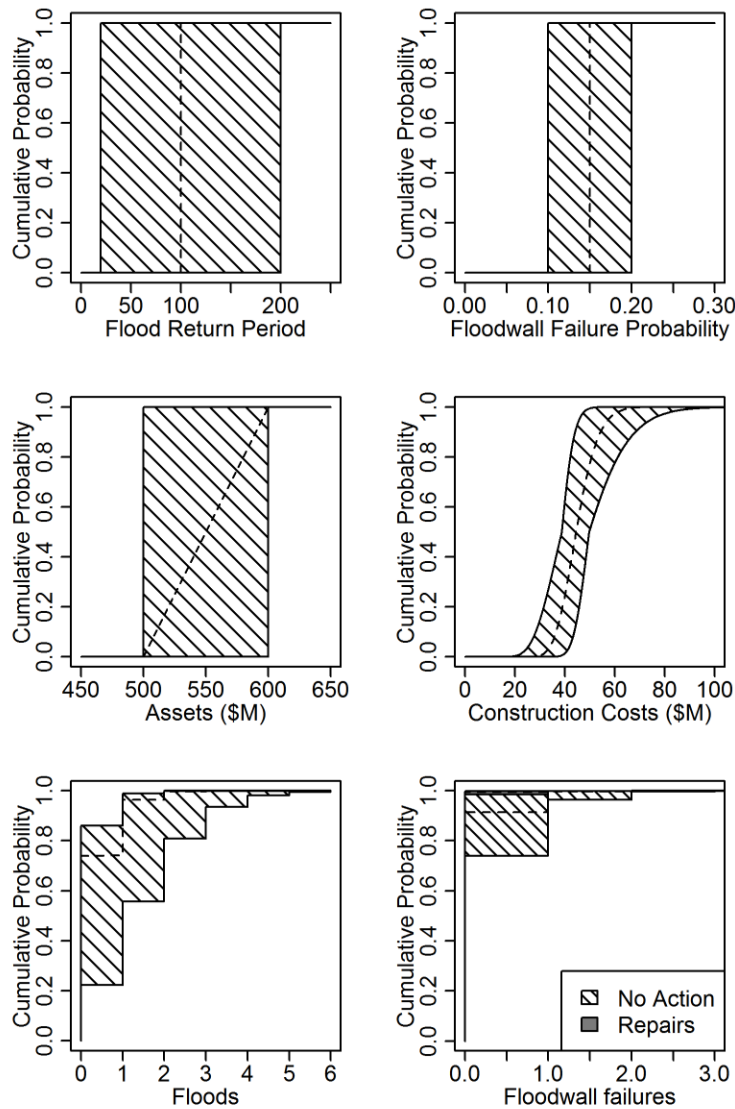 Cumulative Probability
0.0 0.2 0.4 0.6 0.8 1.0
0 50 100 200
Flood Return Period
Cumulative Probability
0.0 0.2 0.4 0.6 0.8 1.0
0.00 0.10 0.20 0.30
Floodwall Failure Probability
Cumulative Probability
0.0 0.2 0.4 0.6 0.8 1.0
450 500 550 600 650
Assets ($M)
Cumulative Probability
0.0 0.2 0.4 0.6 0.8 1.0
0 20 40 60 80 100
Construction Costs ($M)
Cumulative Probability
0.0 0.2 0.4 0.6 0.8 1.0
0 1 2 3 4 5 6
Floods
Cumulative Probability
0.0 0.2 0.4 0.6 0.8 1.0
No Action
Repairs
0.0 1.0 2.0 3.0
Floodwall failures